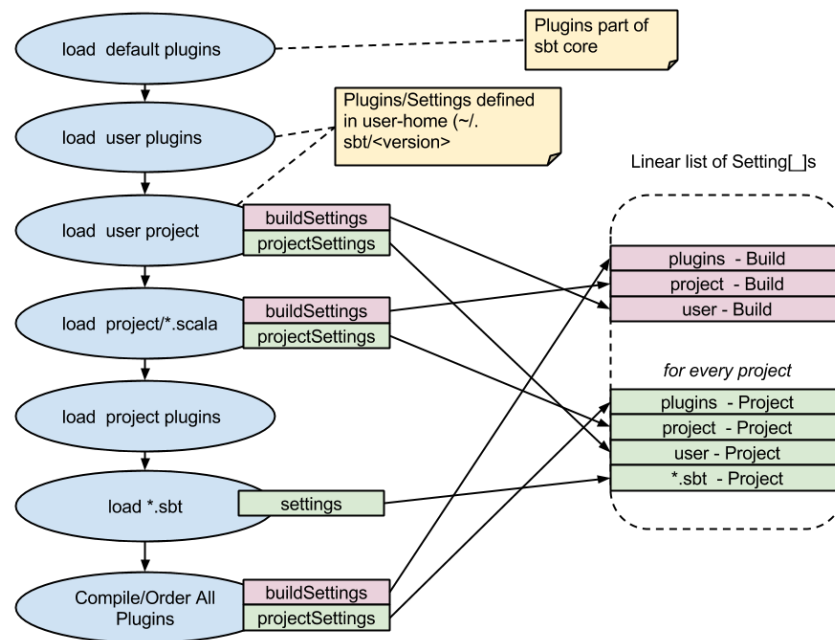 load default plugins
Plugins part of
sbt core
load user plugins
Plugins/Settings defined
in user-home (~/.
sbt/<version>
Linear list of Setting[_]s
load user project
buildSettings
projectSettings
plugins - Build
project - Build
user - Build
load project/*.scala
buildSettings
projectSettings
for every project
load project plugins
plugins - Project
project - Project
user - Project
*.sbt - Project
load *.sbt
settings
Compile/Order All
Plugins
buildSettings
projectSettings